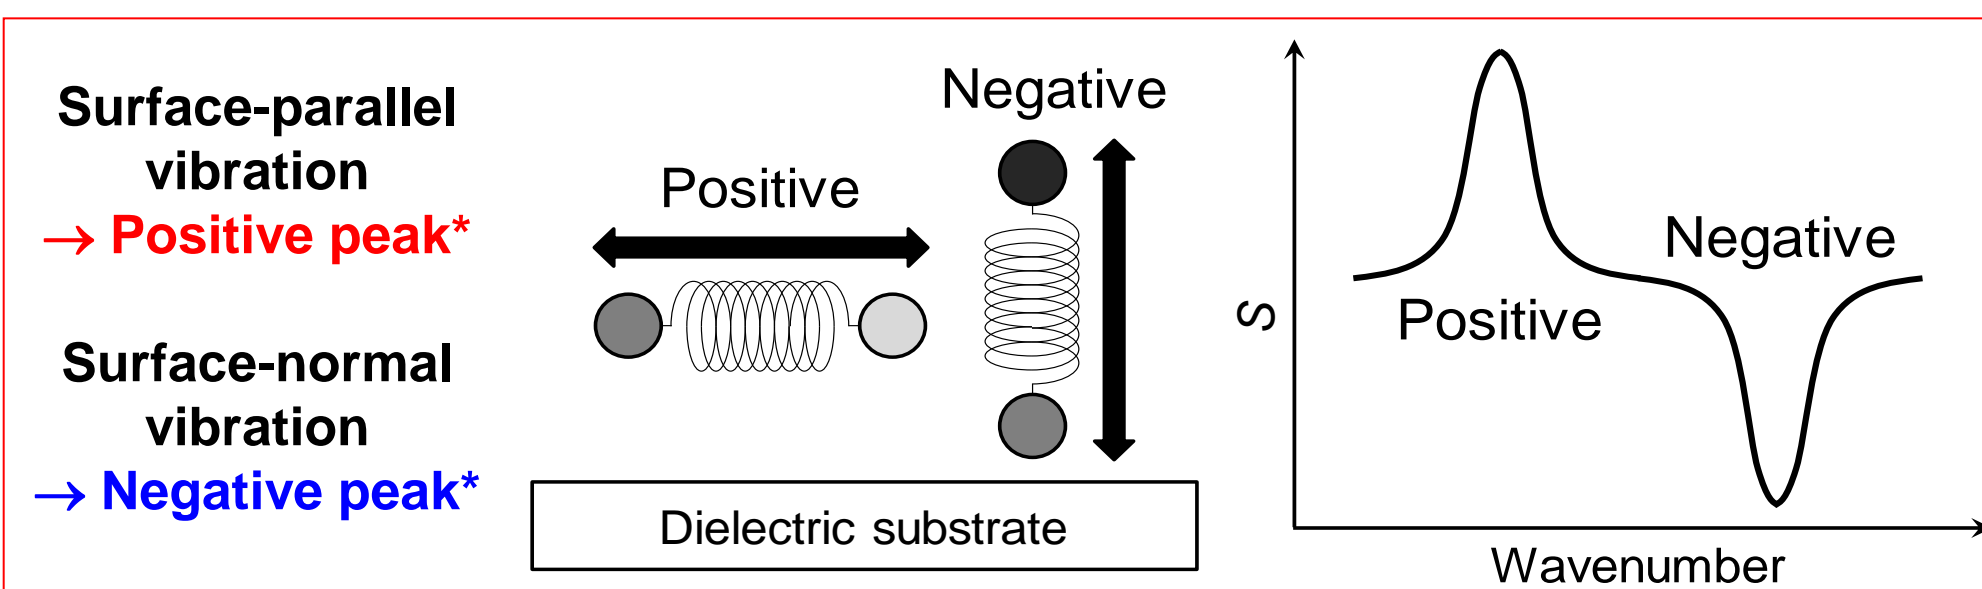 Surface-parallel
vibration
→ Positive peak*
Surface-normal
vibration
→ Negative peak*
Positive
Negative
Dielectric substrate
S
Positive
Negative
Wavenumber